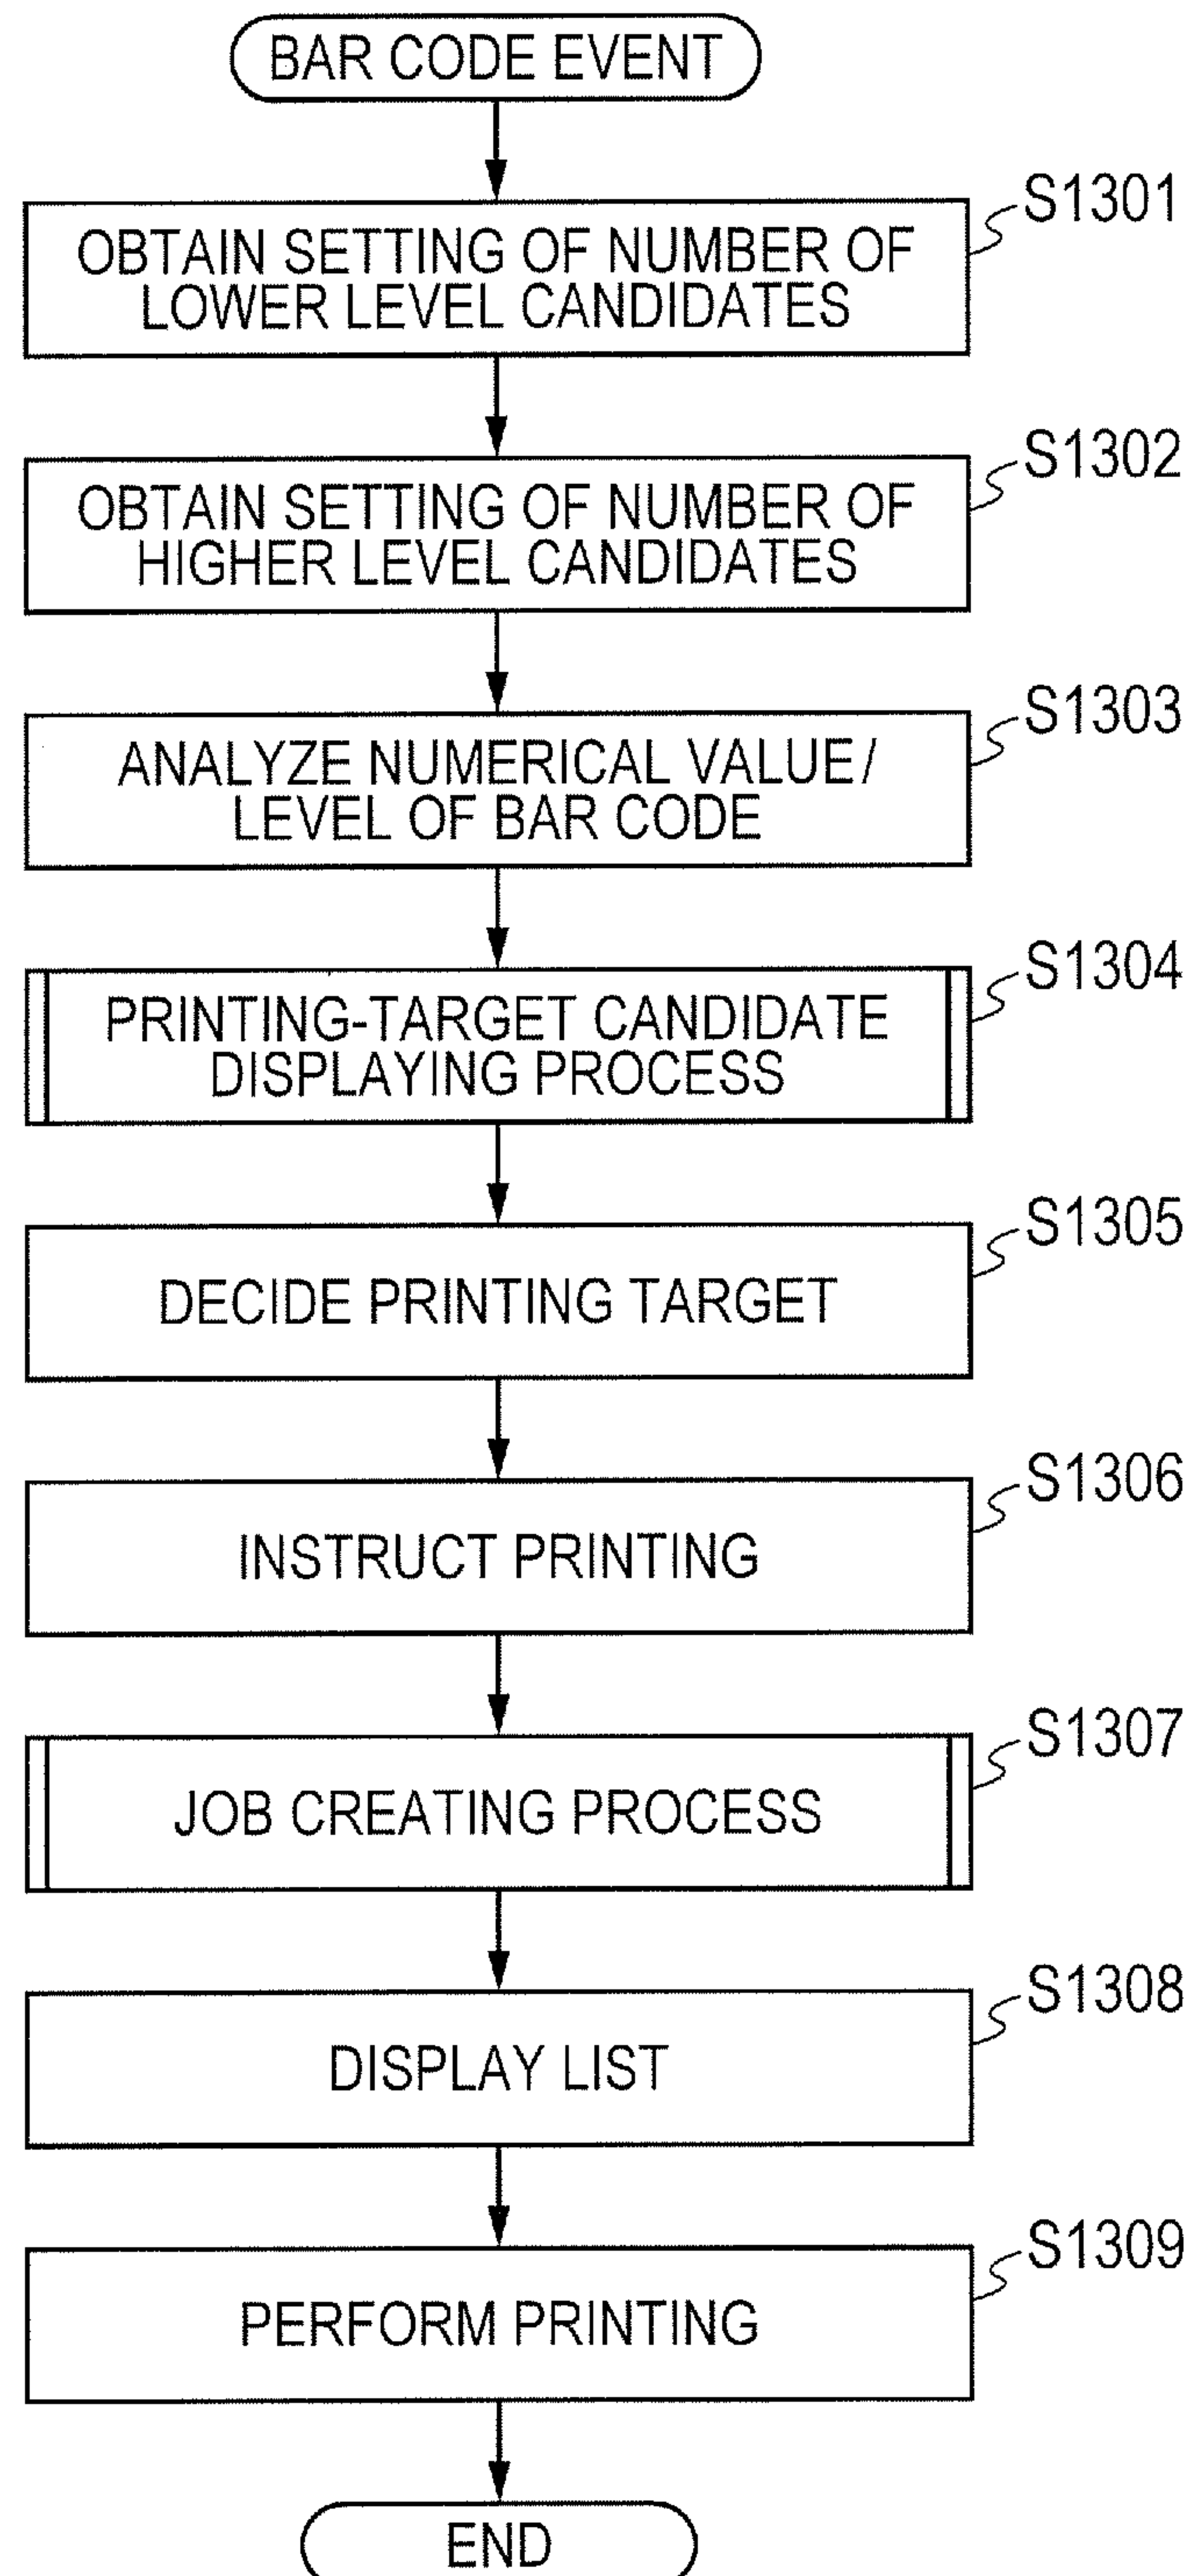 BAR CODE EVENT
S1301
OBTAIN SETTING OF NUMBER OF
LOWER LEVEL CANDIDATES
S1302
OBTAIN SETTING OF NUMBER OF
HIGHER LEVEL CANDIDATES
S1303
ANALYZE NUMERICAL VALUE/
LEVEL OF BAR CODE
S1304
PRINTING-TARGET CANDIDATE
DISPLAYING PROCESS
S1305
DECIDE PRINTING TARGET
S1306
INSTRUCT PRINTING
S1307
JOB CREATING PROCESS
S1308
DISPLAY LIST
S1309
PERFORM PRINTING
END